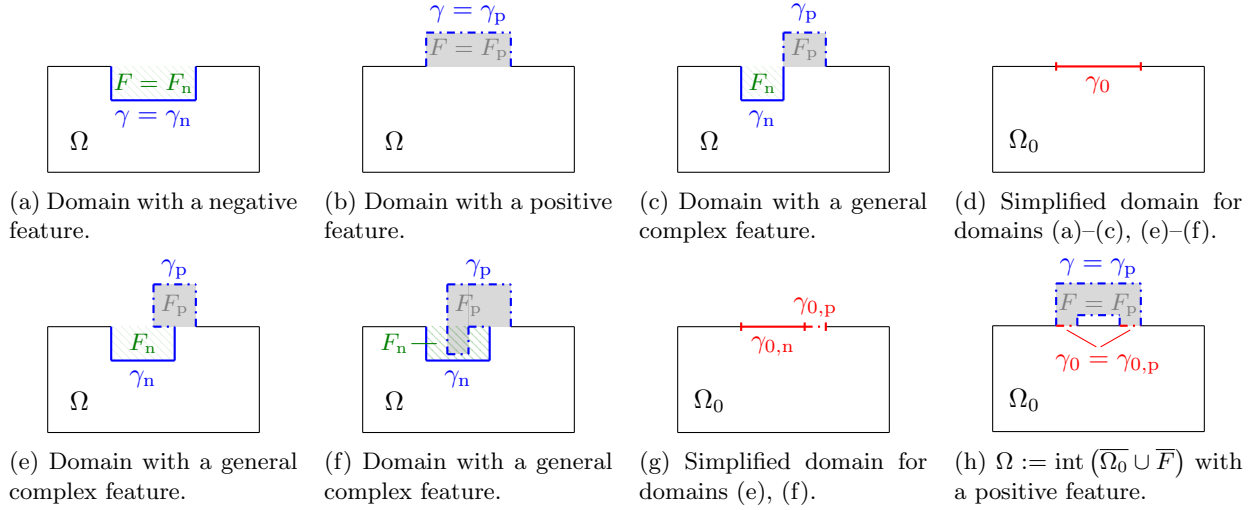 γ = γp
γp
F = Fn
F = Fp
Fn
Fp
γ = γn
γn
γ0
Ω
Ω
Ω
Ω0
(a) Domain with a negative feature.
(b) Domain with a positive feature.
(c) Domain with a general complex feature.
(d) Simplified domain for domains (a)–(c), (e)–(f).
γp
γp
γ = γp
Fp
Fp
γ0,p
F = Fp
Fn
Fn
γ0,n
γn
γn
γ0 = γ0,p
Ω
Ω
Ω0
Ω0
(e) Domain with a general complex feature.
(f) Domain with a general complex feature.
(g) Simplified domain for domains (e), (f).
(h) Ω := int (Ω̅0̅ ∪ F̅) with a positive feature.